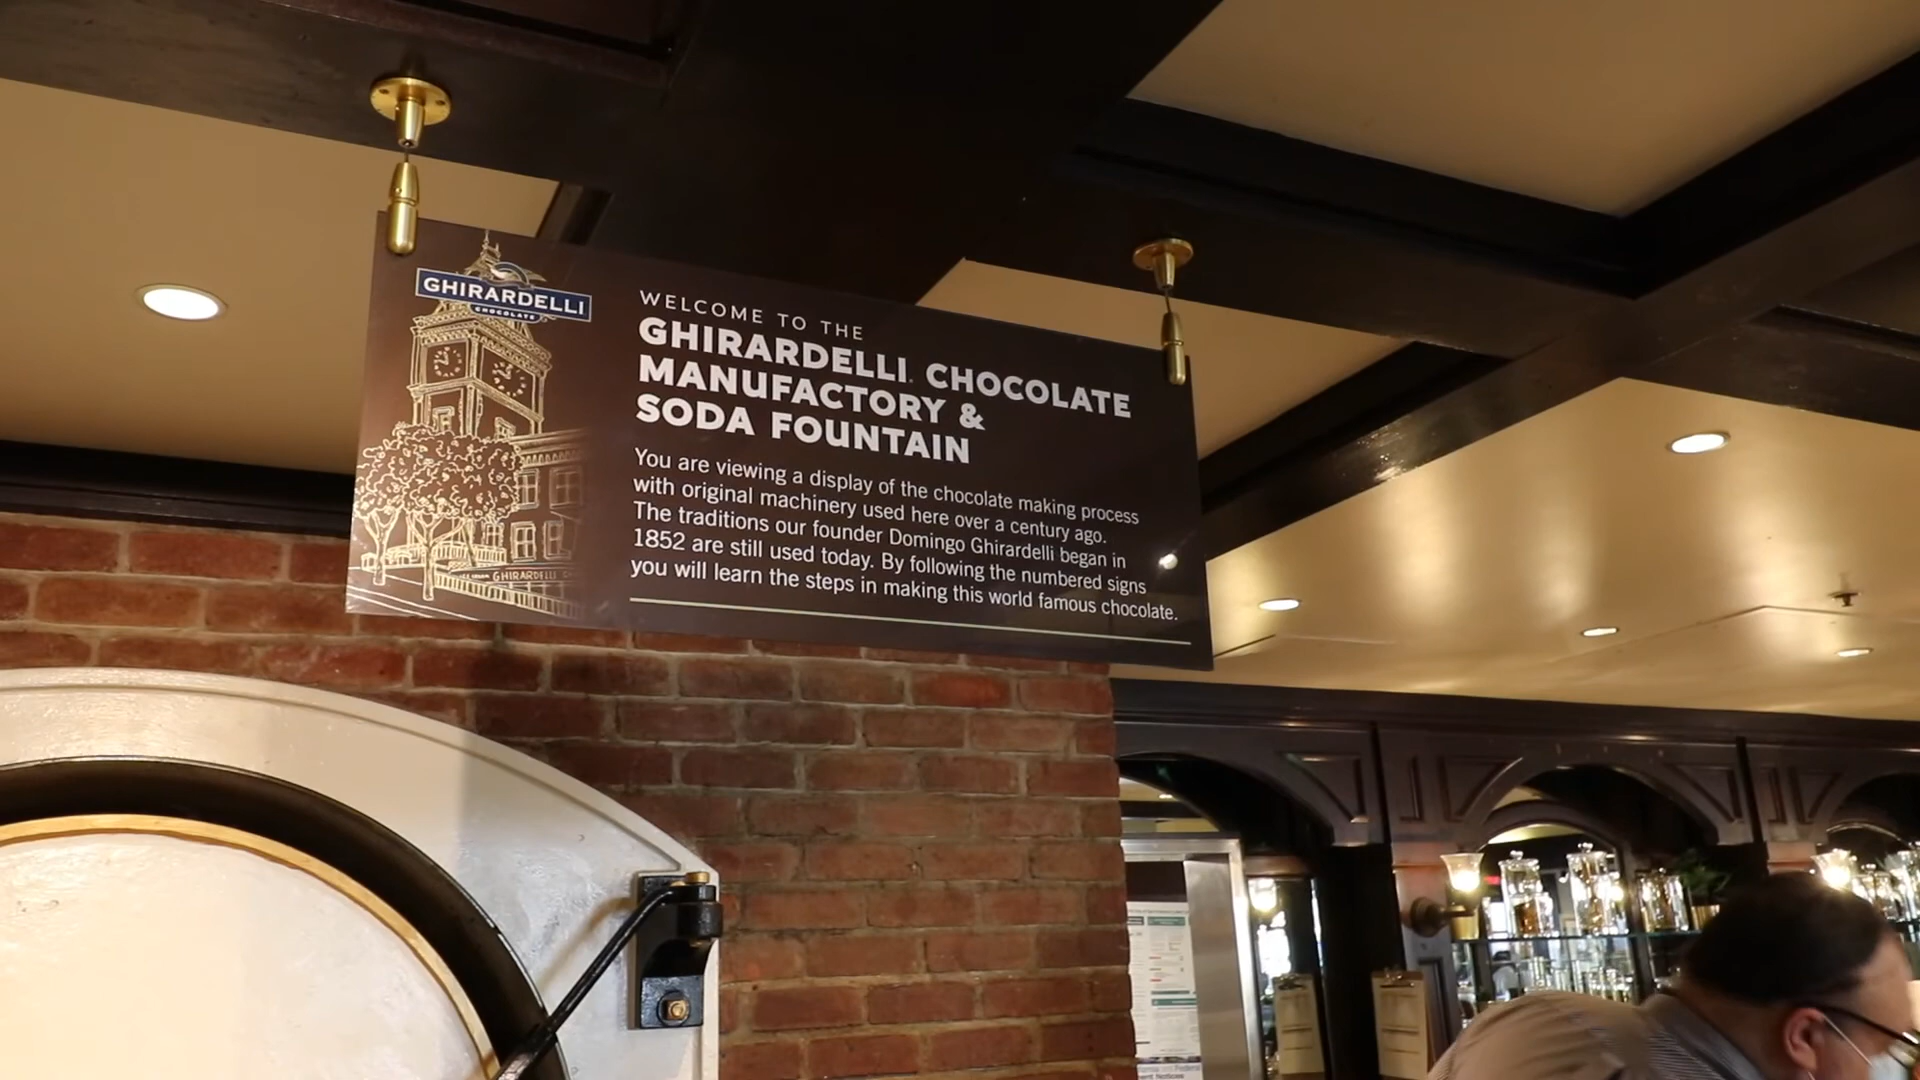 GHIRARDELLI
CHOCOLATE
WELCOME TO THE
GHIRARDELLI CHOCOLATE
MANUFACTORY &
SODA FOUNTAIN
You are viewing a display of the chocolate making process
with original machinery used here over a century ago.
The traditions our founder Domingo Ghirardelli began in
1852 are still used today. By following the numbered signs
you will learn the steps in making this world famous chocolate.
GHIRARDELLI